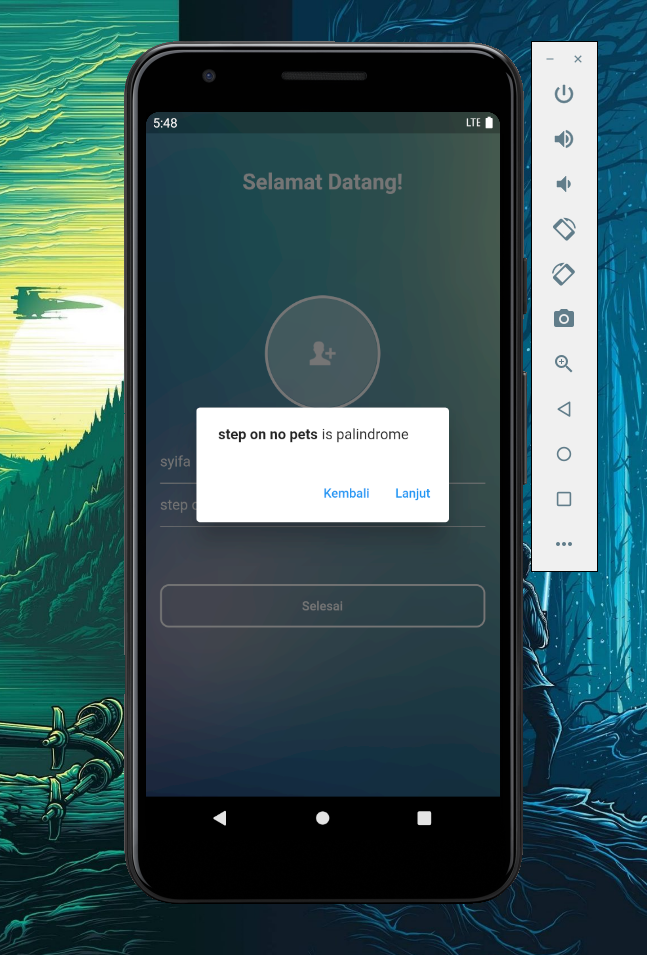 5:48
LTE
Selamat Datang!
step on no pets is palindrome
syifa
Kembali Lanjut
step
Selesai